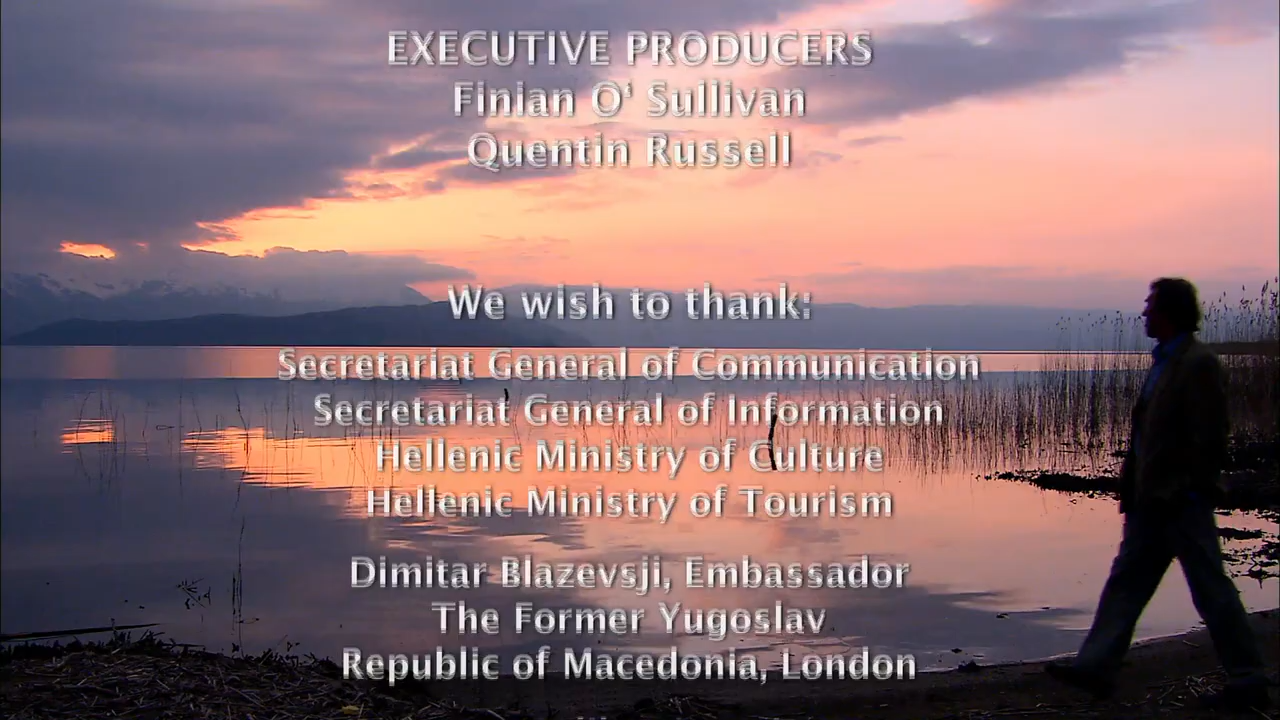 EXECUTIVE PRODUCERS
Finian O' Sullivan
Quentin Russell
We wish to thank:
Secretariat General of Communication
Secretariat General of Information
Hellenic Ministry of Culture
Hellenic Ministry of Tourism
Dimitar Blazevsji, Embassador
The Former Yugoslav
Republic of Macedonia, London